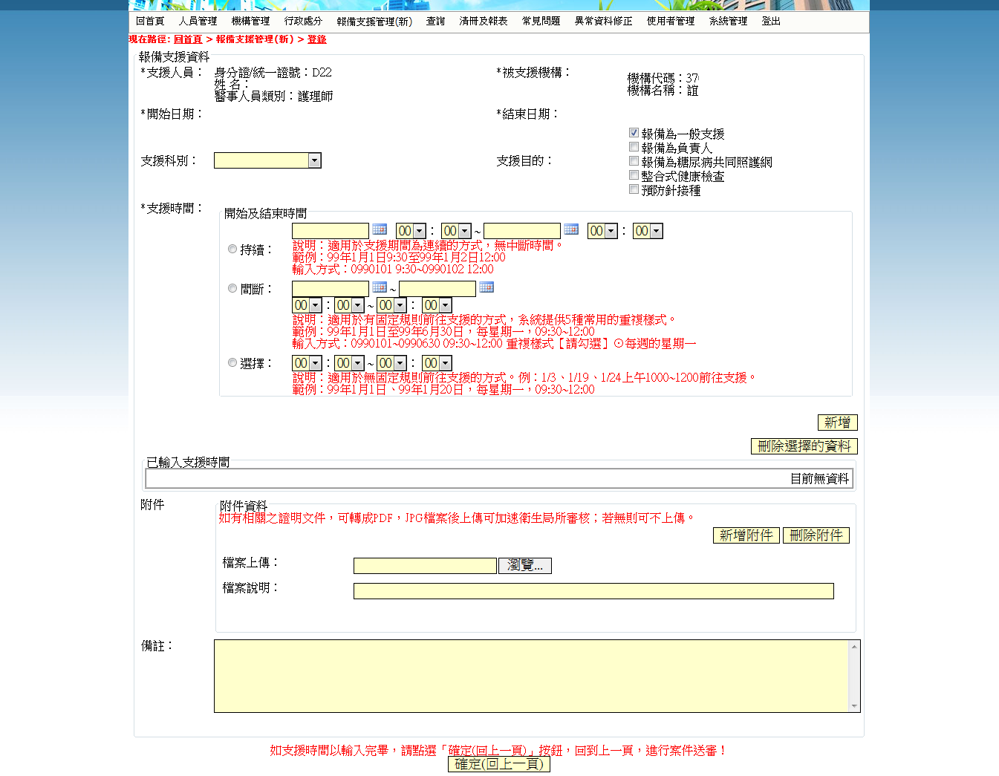 回首頁 人員管理 機構管理 行政處分 報備支援管理(新) 查詢 清冊及報表 常見問題 異常資料修正 使用者管理 系統管理 登出
現在路徑: 回首頁 > 報備支援管理(新) > 登錄
報備支援資料
*支援人員： 身分證/統一證號：D22
姓 名：
醫事人員類別：護理師
*被支援機構：
機構代碼：37
機構名稱：誼
*開始日期：
*結束日期：
支援科別：
支援目的：
報備為一般支援
報備為負責人
報備為糖尿病共同照護網
整合式健康檢查
預防針接種
*支援時間：
開始及結束時間
持續：
00 ： 00 ~ 00 ： 00
說明：適用於支援期間為連續的方式，無中斷時間。
範例：99年1月1日9:30至99年1月2日12:00
輸入方式：0990101 9:30~0990102 12:00
間斷： ~
00 ： 00 ~ 00 ： 00
說明：適用於有固定規則前往支援的方式，系統提供5種常用的重複樣式。
範例：99年1月1日至99年6月30日，每星期一，09:30~12:00
輸入方式：0990101~0990630 09:30~12:00 重複樣式【請勾選】⊙每週的星期一
選擇： 00 ： 00 ~ 00 ： 00
說明：適用於無固定規則前往支援的方式。例：1/3、1/19、1/24上午1000~1200前往支援。
範例：99年1月1日、99年1月20日，每星期一，09:30~12:00
新增
刪除選擇的資料
已輸入支援時間
目前無資料
附件
附件資料
如有相關之證明文件，可轉成PDF，JPG檔案後上傳可加速衛生局所審核；若無則可不上傳。
新增附件 刪除附件
檔案上傳： 瀏覽...
檔案說明：
備註：
如支援時間以輸入完畢，請點選「確定(回上一頁)」按鈕，回到上一頁，進行案件送審！
確定(回上一頁)